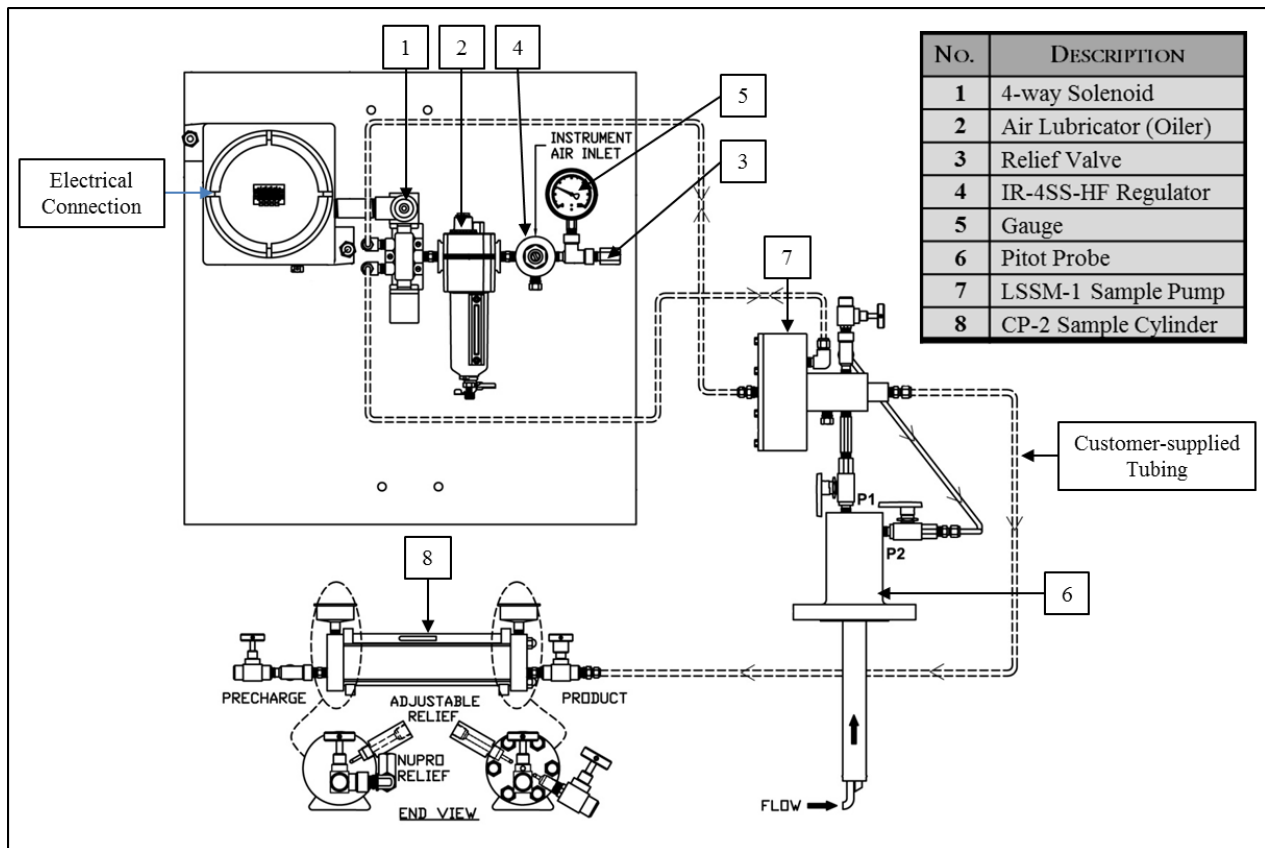 1
2
4
5
3
INSTRUMENT
AIR INLET
Electrical
Connection
No. DESCRIPTION
1 4-way Solenoid
2 Air Lubricator (Oiler)
3 Relief Valve
4 IR-4SS-HF Regulator
5 Gauge
6 Pitot Probe
7 LSSM-1 Sample Pump
8 CP-2 Sample Cylinder
7
Customer-supplied
Tubing
P1
P2
6
8
PRECHARGE
ADJUSTABLE
RELIEF
PRODUCT
NUPRO
RELIEF
END VIEW
FLOW